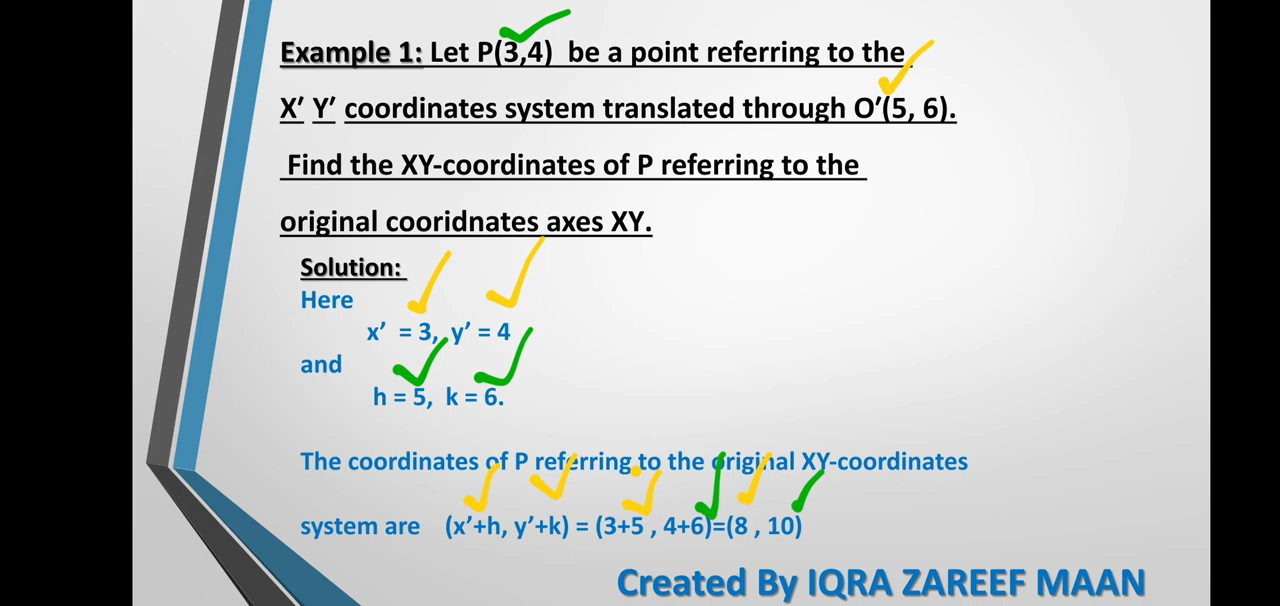 Example 1: Let P(3,4) be a point referring to the
X′ Y′ coordinates system translated through O′(5, 6).
Find the XY-coordinates of P referring to the
original cooridnates axes XY.
Solution:
Here
x′ = 3, y′ = 4
and
h = 5, k = 6.
The coordinates of P referring to the original XY-coordinates
system are (x′+h, y′+k) = (3+5 , 4+6)=(8 , 10)
Created By IQRA ZAREEF MAAN